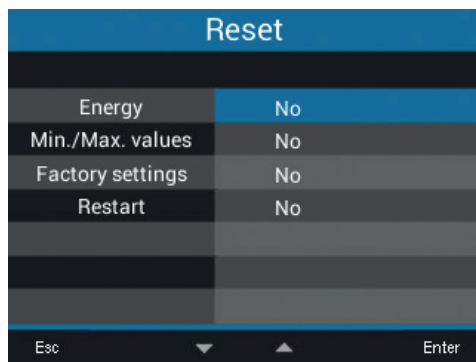 Reset
Energy No
Min./Max. values No
Factory settings No
Restart No
Esc Enter